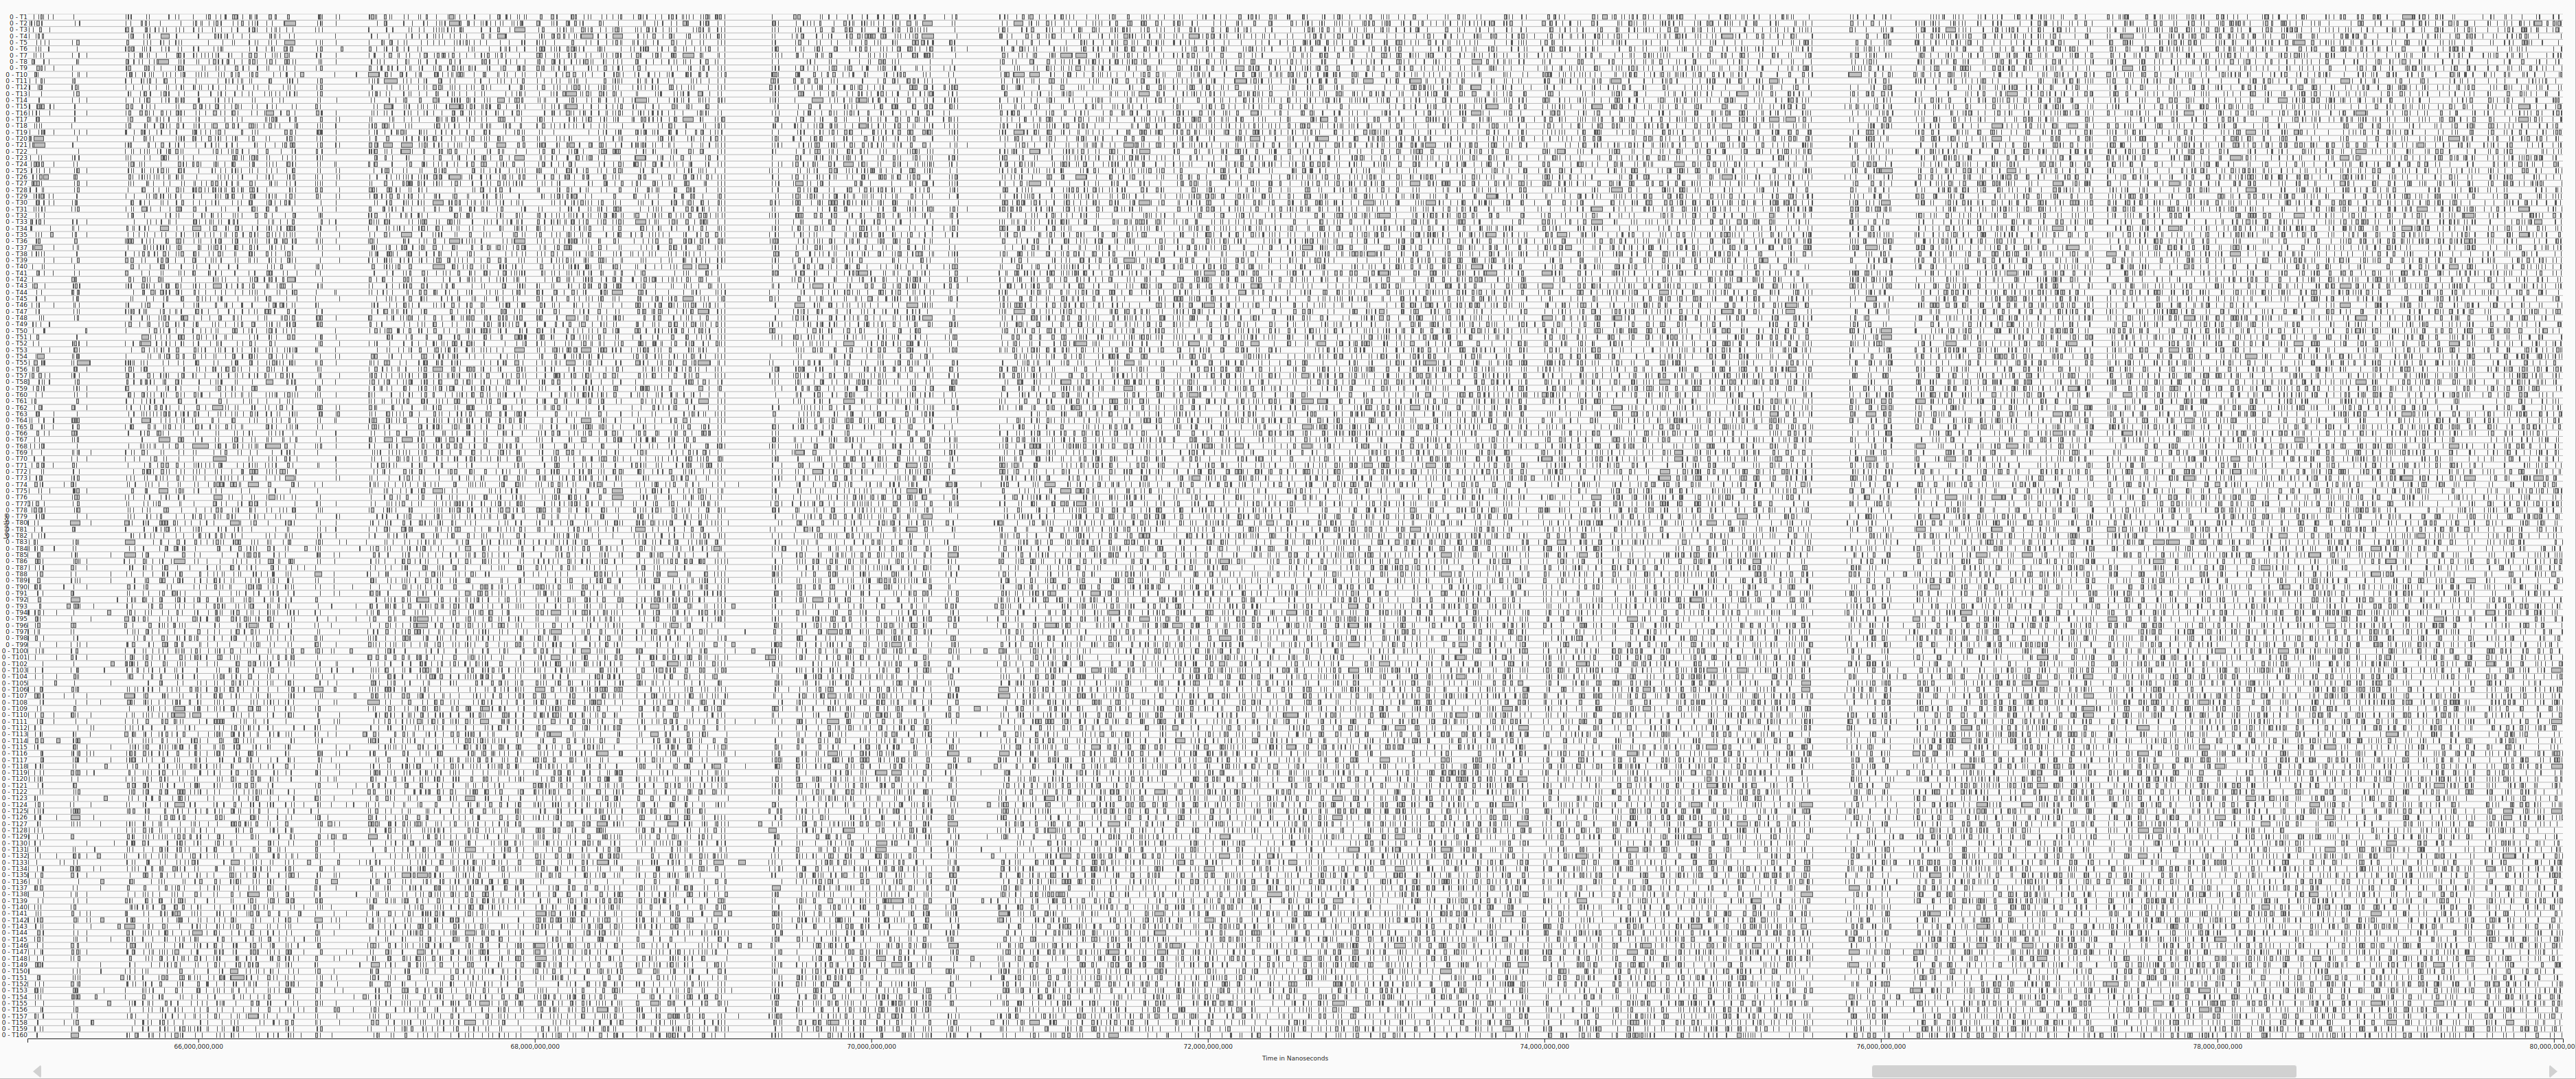 0 - T1
0 - T2
0 - T3
0 - T4
0 - T5
0 - T6
0 - T7
0 - T8
0 - T9
0 - T10
0 - T11
0 - T12
0 - T13
0 - T14
0 - T15
0 - T16
0 - T17
0 - T18
0 - T19
0 - T20
0 - T21
0 - T22
0 - T23
0 - T24
0 - T25
0 - T26
0 - T27
0 - T28
0 - T29
0 - T30
0 - T31
0 - T32
0 - T33
0 - T34
0 - T35
0 - T36
0 - T37
0 - T38
0 - T39
0 - T40
0 - T41
0 - T42
0 - T43
0 - T44
0 - T45
0 - T46
0 - T47
0 - T48
0 - T49
0 - T50
0 - T51
0 - T52
0 - T53
0 - T54
0 - T55
0 - T56
0 - T57
0 - T58
0 - T59
0 - T60
0 - T61
0 - T62
0 - T63
0 - T64
0 - T65
0 - T66
0 - T67
0 - T68
0 - T69
0 - T70
0 - T71
0 - T72
0 - T73
0 - T74
0 - T75
0 - T76
0 - T77
0 - T78
0 - T79
0 - T80
0 - T81
0 - T82
0 - T83
0 - T84
0 - T85
0 - T86
0 - T87
0 - T88
0 - T89
0 - T90
0 - T91
0 - T92
0 - T93
0 - T94
0 - T95
0 - T96
0 - T97
0 - T98
0 - T99
0 - T100
0 - T101
0 - T102
0 - T103
0 - T104
0 - T105
0 - T106
0 - T107
0 - T108
0 - T109
0 - T110
0 - T111
0 - T112
0 - T113
0 - T114
0 - T115
0 - T116
0 - T117
0 - T118
0 - T119
0 - T120
0 - T121
0 - T122
0 - T123
0 - T124
0 - T125
0 - T126
0 - T127
0 - T128
0 - T129
0 - T130
0 - T131
0 - T132
0 - T133
0 - T134
0 - T135
0 - T136
0 - T137
0 - T138
0 - T139
0 - T140
0 - T141
0 - T142
0 - T143
0 - T144
0 - T145
0 - T146
0 - T147
0 - T148
0 - T149
0 - T150
0 - T151
0 - T152
0 - T153
0 - T154
0 - T155
0 - T156
0 - T157
0 - T158
0 - T159
0 - T160
66,000,000,000 68,000,000,000 70,000,000,000 72,000,000,000 74,000,000,000 76,000,000,000 78,000,000,000 80,000,000,00
Time in Nanoseconds